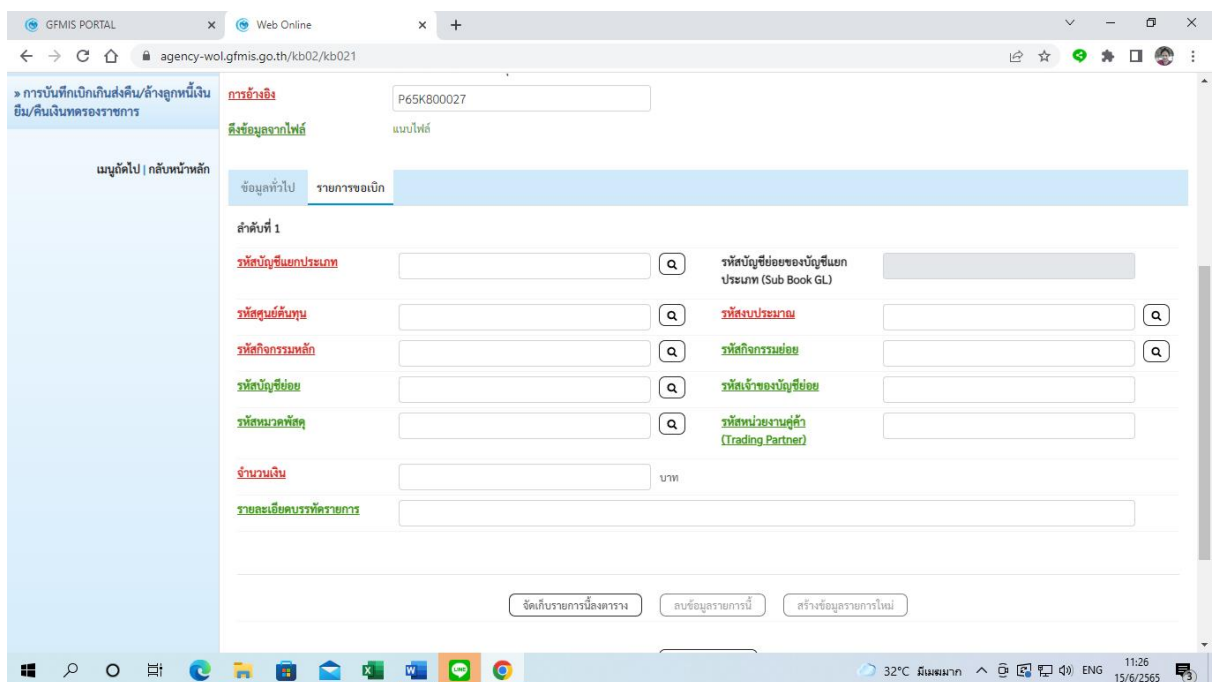 GFMIS PORTAL
Web Online
agency-wol.gfmis.go.th/kb02/kb021
» การบันทึกเบิกเกินส่งคืน/ล้างลูกหนี้เงิน
ยืม/คืนเงินทดรองราชการ
เมนูถัดไป | กลับหน้าหลัก
การอ้างอิง
P65K800027
ดึงข้อมูลจากไฟล์
แนบไฟล์
ข้อมูลทั่วไป
รายการขอเบิก
ลำดับที่ 1
รหัสบัญชีแยกประเภท
รหัสบัญชีย่อยของบัญชีแยก
ประเภท (Sub Book GL)
รหัสศูนย์ต้นทุน
รหัสงบประมาณ
รหัสกิจกรรมหลัก
รหัสกิจกรรมย่อย
รหัสบัญชีย่อย
รหัสเจ้าของบัญชีย่อย
รหัสหมวดพัสดุ
รหัสหน่วยงานคู่ค้า
(Trading Partner)
จำนวนเงิน
บาท
รายละเอียดบรรทัดรายการ
จัดเก็บรายการนี้ลงตาราง
ลบข้อมูลรายการนี้
สร้างข้อมูลรายการใหม่
32°C มีเมฆมาก
ENG
11:26
15/6/2565